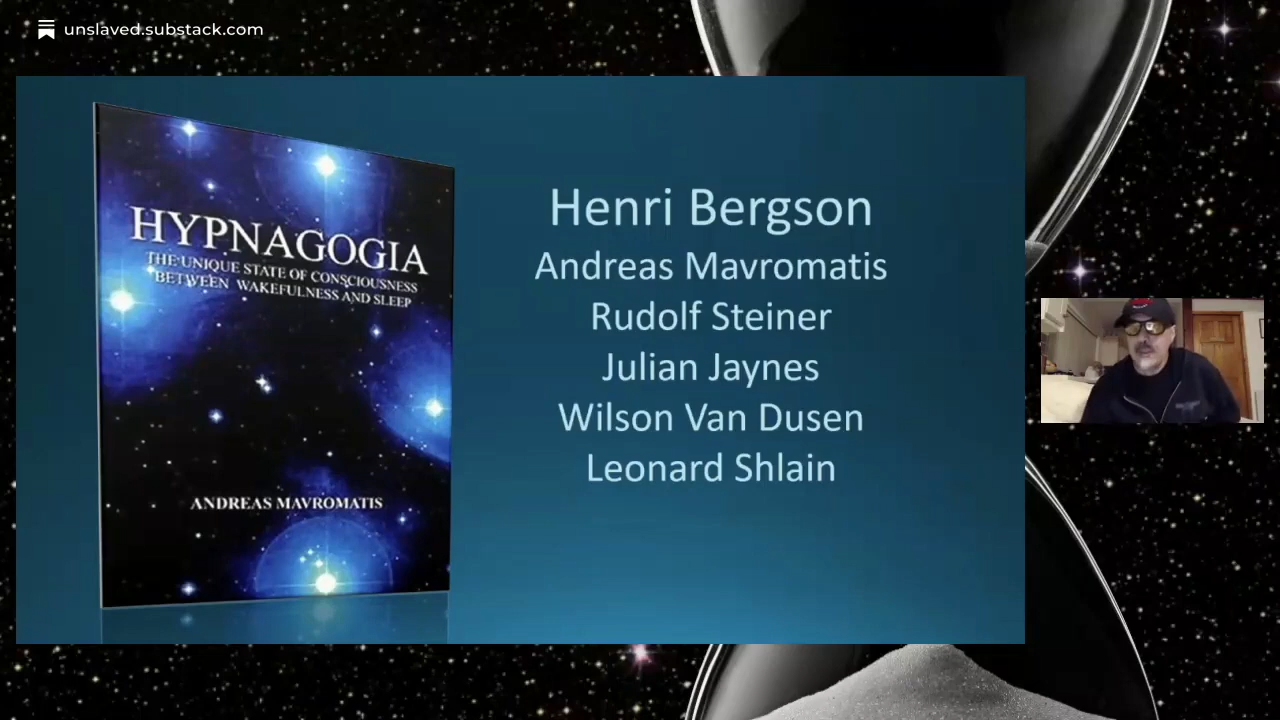 unslaved.substack.com
HYPNAGOGIA
THE UNIQUE STATE OF CONSCIOUSNESS
BETWEEN WAKEFULNESS AND SLEEP
ANDREAS MAVROMATIS
Henri Bergson
Andreas Mavromatis
Rudolf Steiner
Julian Jaynes
Wilson Van Dusen
Leonard Shlain